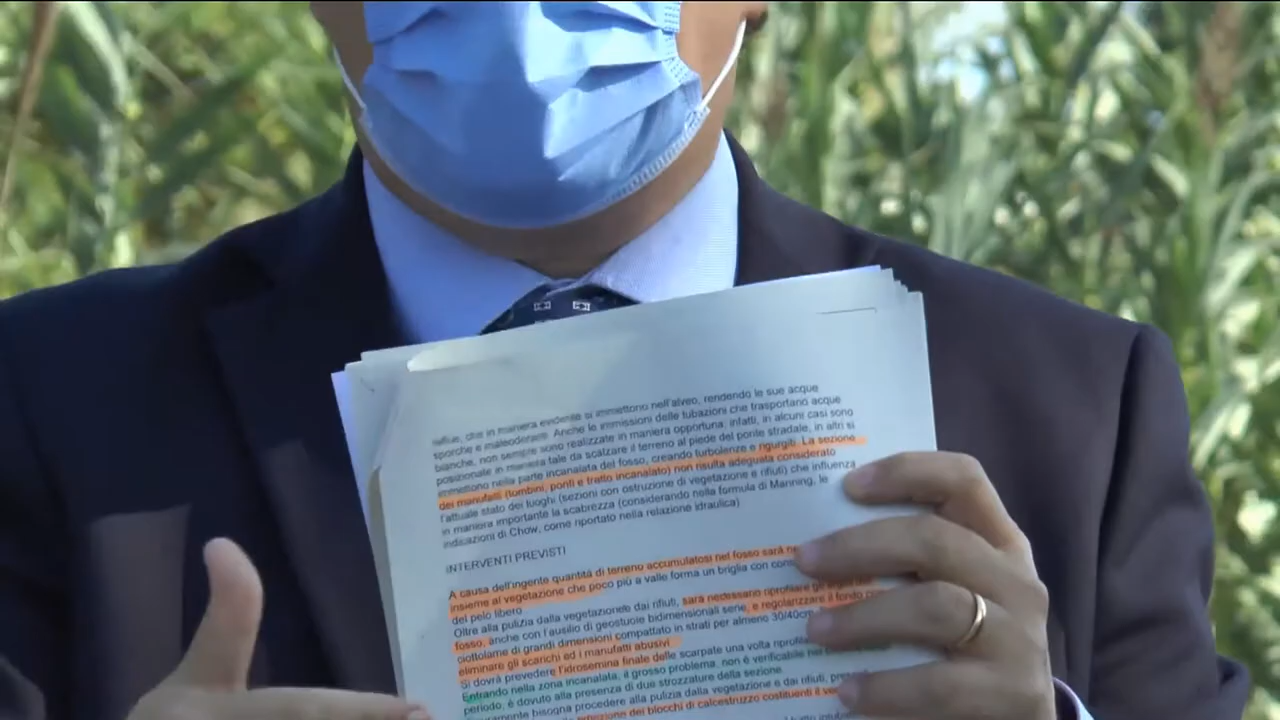 reflue, che in maniera evidente si immettono nell'alveo, rendendo le sue acque
sporche e maleodoranti. Anche le immissioni delle tubazioni che trasportano acque
bianche, non sempre sono realizzate in maniera opportuna, infatti, in alcuni casi sono
posizionate in maniera tale da scalzare il terreno al piede del ponte stradale, in altri si
immettono nella parte incanalata del fosso, creando turbolenze e rigurgiti. La sezione
dei manufatti (tombini, ponti e tratto incanalato) non risulta adeguata considerato
l'attuale stato dei luoghi (sezioni con ostruzione di vegetazione e rifiuti) che influenza
in maniera importante la scabrezza (considerando nella formula di Manning, le
indicazioni di Chow, come riportato nella relazione idraulica)
INTERVENTI PREVISTI
A causa dell'ingente quantità di terreno accumulatosi nel fosso sarà
insieme al vegetazione che poco più a valle forma un briglia con
del pelo libero
Oltre alla pulizia dalla vegetazionele dai rifiuti, sarà necessario riprofilare gli
fosso, anche con l'ausilio di geostuoie bidimensionali serie, e regolarizzare il fondo
ciottolame di grandi dimensioni compattato in strati per almeno 30/40cm
eliminare gli scarichi ed i manufatti abusivi
Si dovrà prevedere l'idrosemina finale delle scarpate una volta
Entrando nella zona incanalata, il grosso problema, non è verificabile nel
periodo, è dovuto alla presenza di due strozzature della sezione.
bisogna procedere alla pulizia dalla vegetazione e dai rifiuti,
dei blocchi di calcestruzzo costituenti il